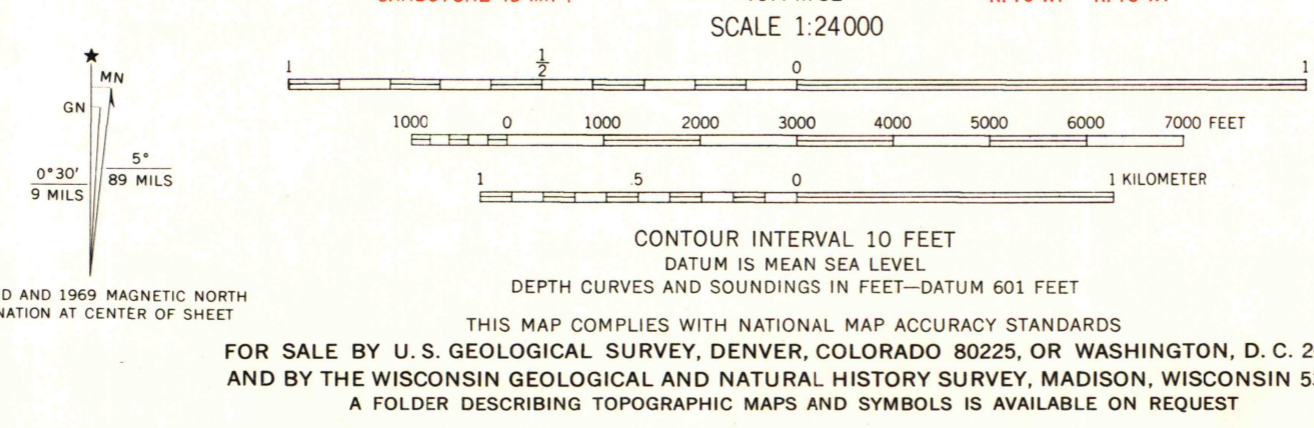 SCALE 1:24000
★
MN
GN
0°30′
9 MILS
5°
89 MILS
1 1/2 0 1
1000 0 1000 2000 3000 4000 5000 6000 7000 FEET
1 .5 0 1 KILOMETER
CONTOUR INTERVAL 10 FEET
DATUM IS MEAN SEA LEVEL
DEPTH CURVES AND SOUNDINGS IN FEET—DATUM 601 FEET
D AND 1969 MAGNETIC NORTH
NATION AT CENTER OF SHEET
THIS MAP COMPLIES WITH NATIONAL MAP ACCURACY STANDARDS
FOR SALE BY U. S. GEOLOGICAL SURVEY, DENVER, COLORADO 80225, OR WASHINGTON, D. C. 2
AND BY THE WISCONSIN GEOLOGICAL AND NATURAL HISTORY SURVEY, MADISON, WISCONSIN 5
A FOLDER DESCRIBING TOPOGRAPHIC MAPS AND SYMBOLS IS AVAILABLE ON REQUEST